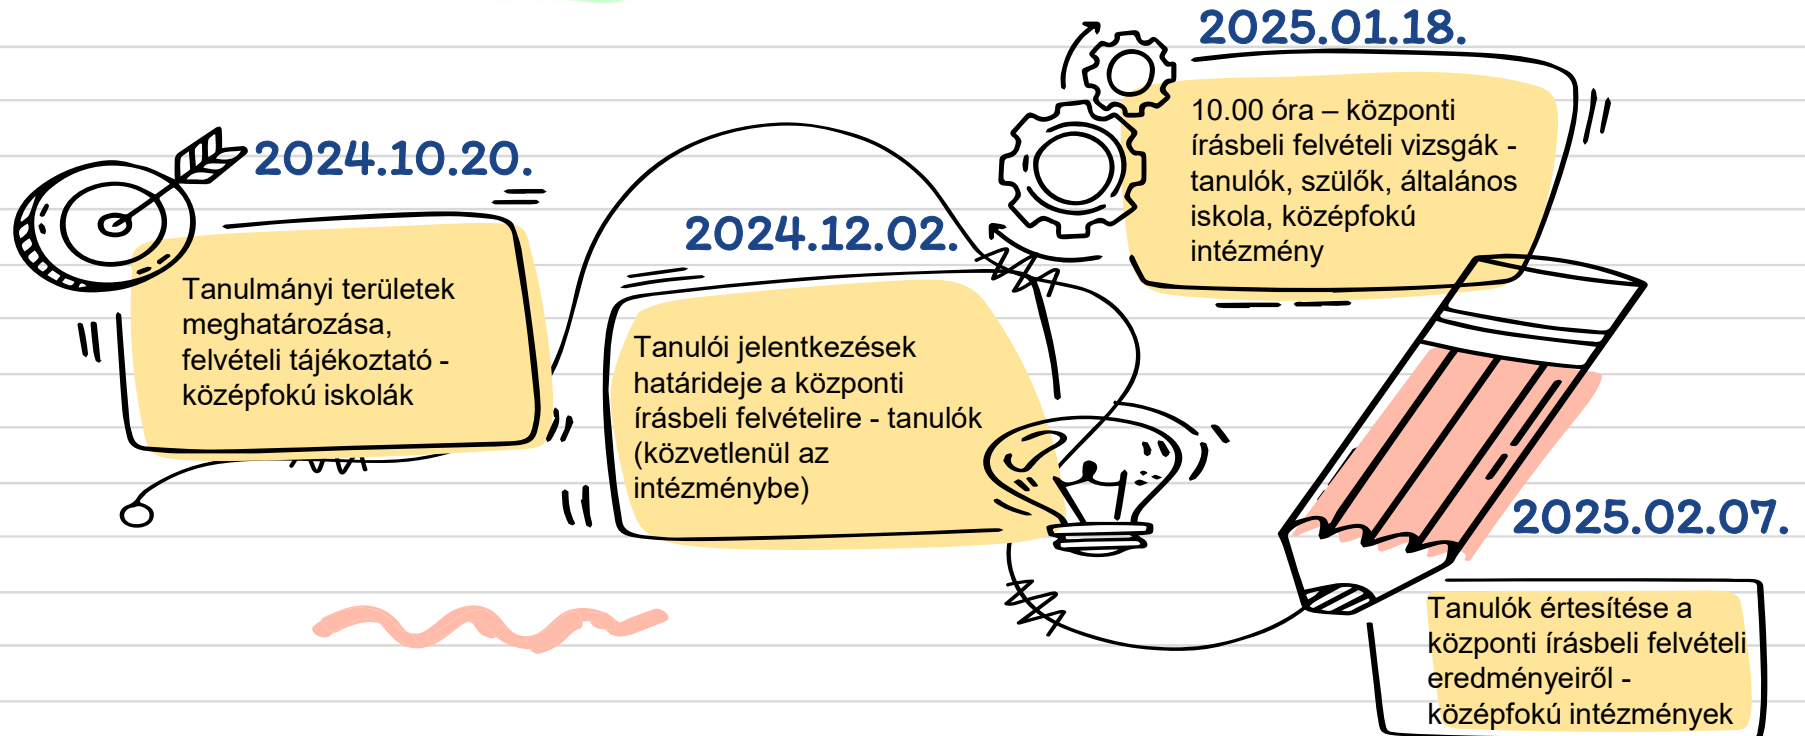 2024.10.20.
Tanulmányi területek
meghatározása,
felvételi tájékoztató -
középfokú iskolák
2024.12.02.
Tanulói jelentkezések
határideje a központi
írásbeli felvételire - tanulók
(közvetlenül az
intézménybe)
2025.01.18.
10.00 óra – központi
írásbeli felvételi vizsgák -
tanulók, szülők, általános
iskola, középfokú
intézmény
2025.02.07.
Tanulók értesítése a
központi írásbeli felvételi
eredményeiről -
középfokú intézmények